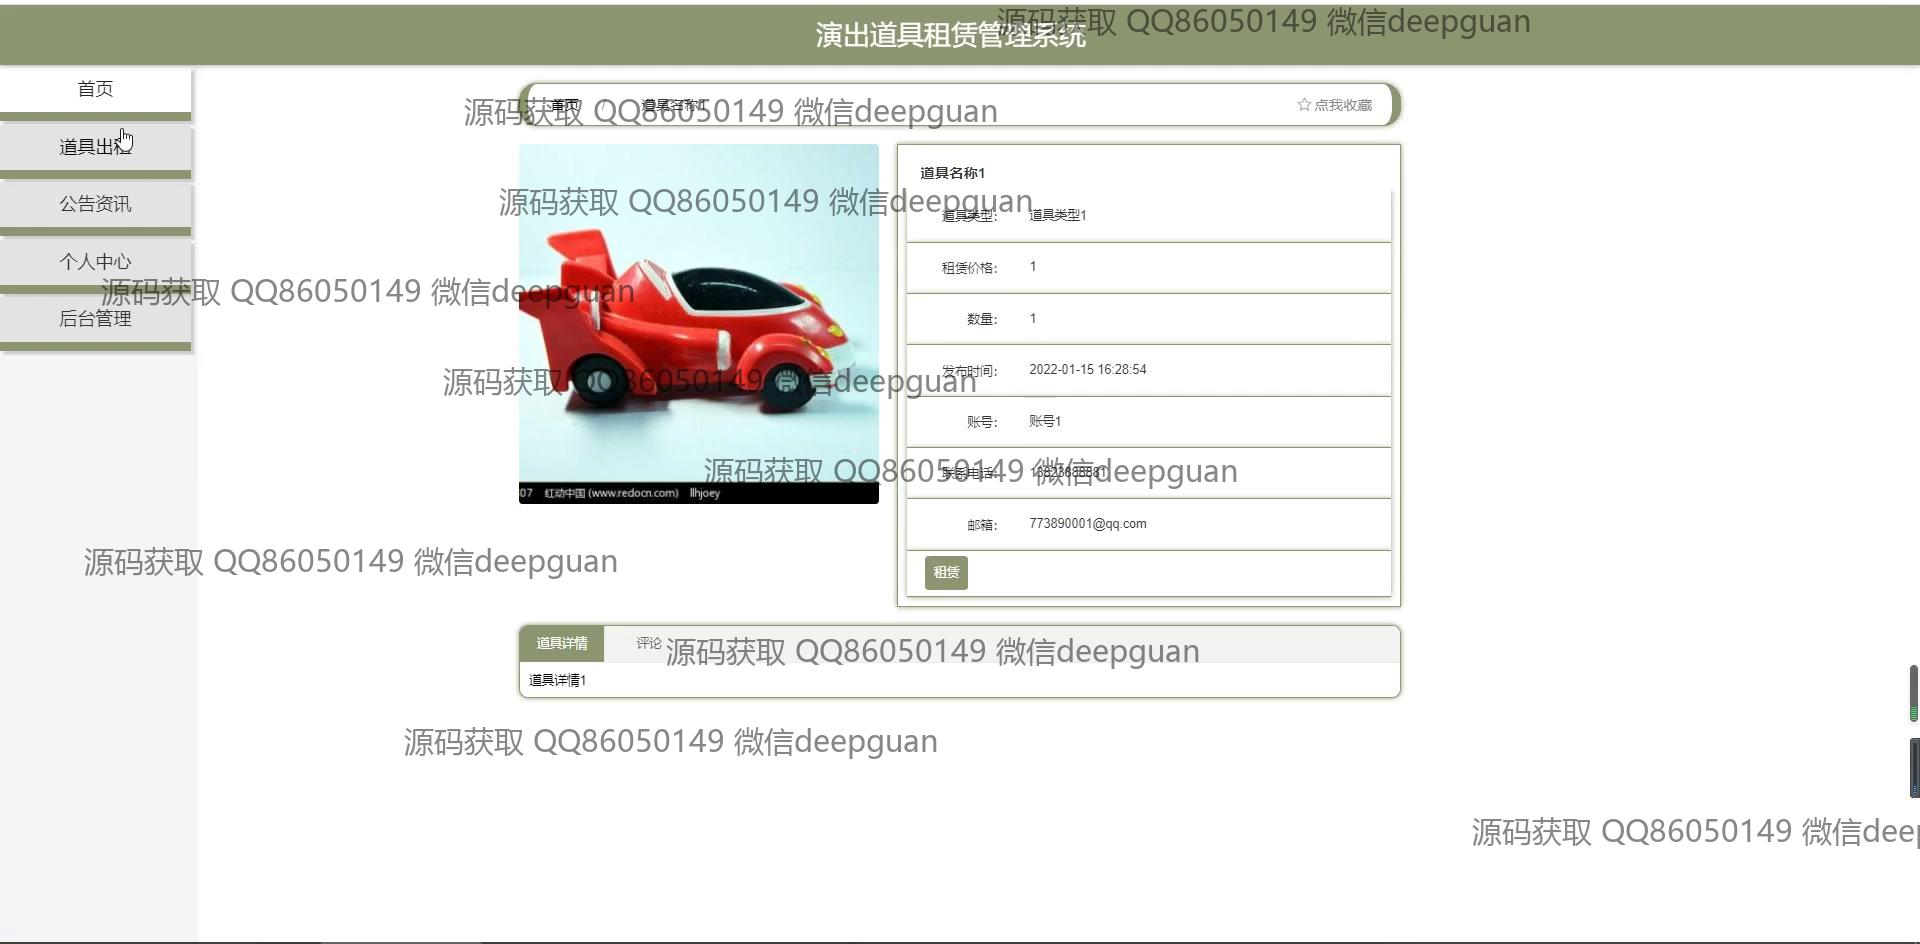 演出道具租赁管理系统
源码获取 QQ86050149 微信deepguan
首页
道具出租
公告资讯
个人中心
后台管理
首页 / 道具名称1
☆ 点我收藏
源码获取 QQ86050149 微信deepguan
道具名称1
源码获取 QQ86050149 微信deepguan
道具类型: 道具类型1
租赁价格: 1
源码获取 QQ86050149 微信deepguan
数量: 1
发布时间: 2022-01-15 16:28:54
源码获取 QQ86050149 微信deepguan
账号: 账号1
联系电话:
源码获取 QQ86050149 微信deepguan
07 红动中国 (www.redocn.com) llhjoey
邮箱: 773890001@qq.com
源码获取 QQ86050149 微信deepguan
租赁
道具详情 评论
源码获取 QQ86050149 微信deepguan
道具详情1
源码获取 QQ86050149 微信deepguan
源码获取 QQ86050149 微信deep